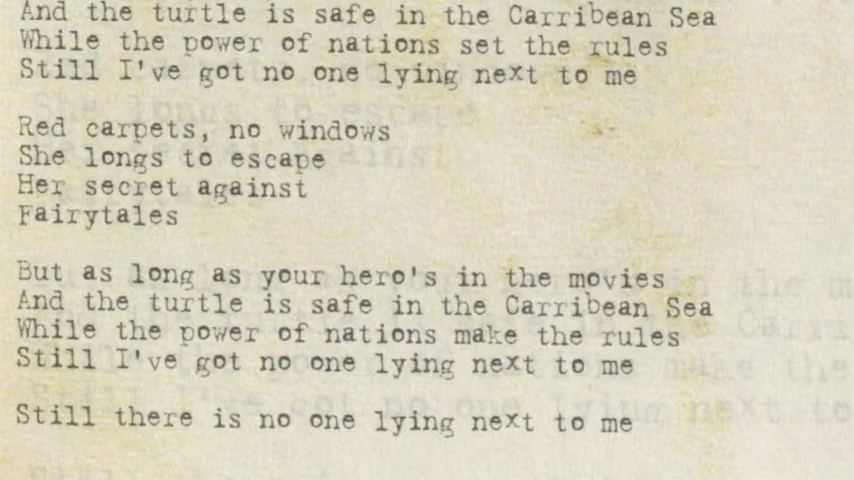 And the turtle is safe in the Carribean Sea
While the power of nations set the rules
Still I've got no one lying next to me
Red carpets, no windows
She longs to escape
Her secret against
Fairytales
But as long as your hero's in the movies
And the turtle is safe in the Carribean Sea
While the power of nations make the rules
Still I've got no one lying next to me
Still there is no one lying next to me